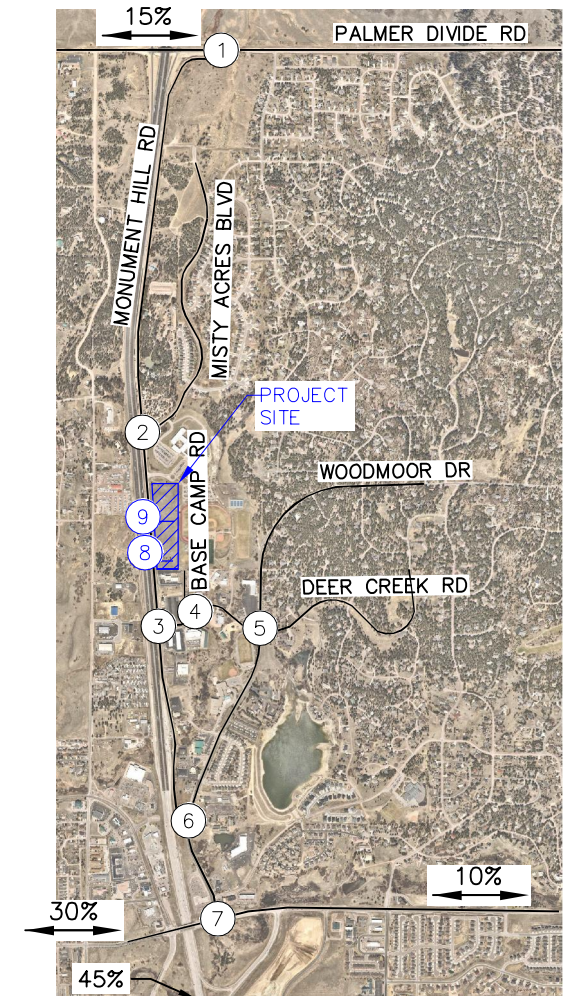 15%
PALMER DIVIDE RD
1
MONUMENT HILL RD
MISTY ACRES BLVD
PROJECT
SITE
2
BASE CAMP RD
WOODMOOR DR
9
8
DEER CREEK RD
3
4
5
6
10%
30%
7
45%